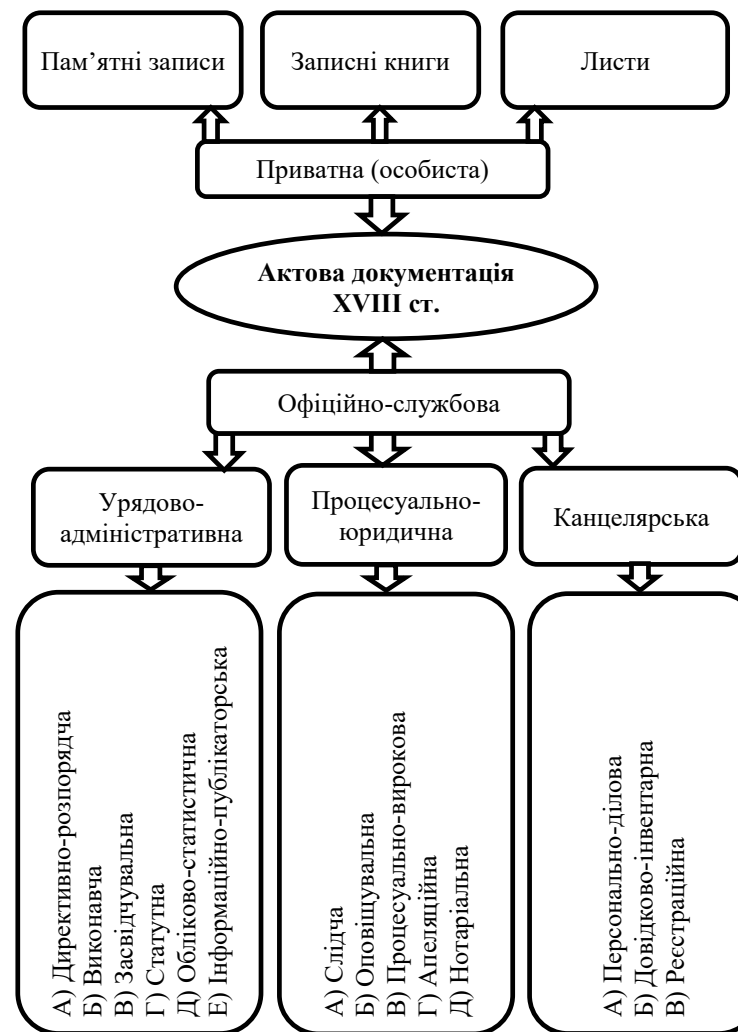 Пам’ятні записи
Записні книги
Листи
Приватна (особиста)
Актова документація
XVIII ст.
Офіційно-службова
Урядово-
адміністративна
Процесуально-
юридична
Канцелярська
А) Директивно-розпорядча
Б) Виконавча
В) Засвідчувальна
Г) Статутна
Д) Обліково-статистична
Е) Інформаційно-публікаторська
А) Слідча
Б) Оповіщувальна
В) Процесуально-вирокова
Г) Апеляційна
Д) Нотаріальна
А) Персонально-ділова
Б) Довідково-інвентарна
В) Реєстраційна